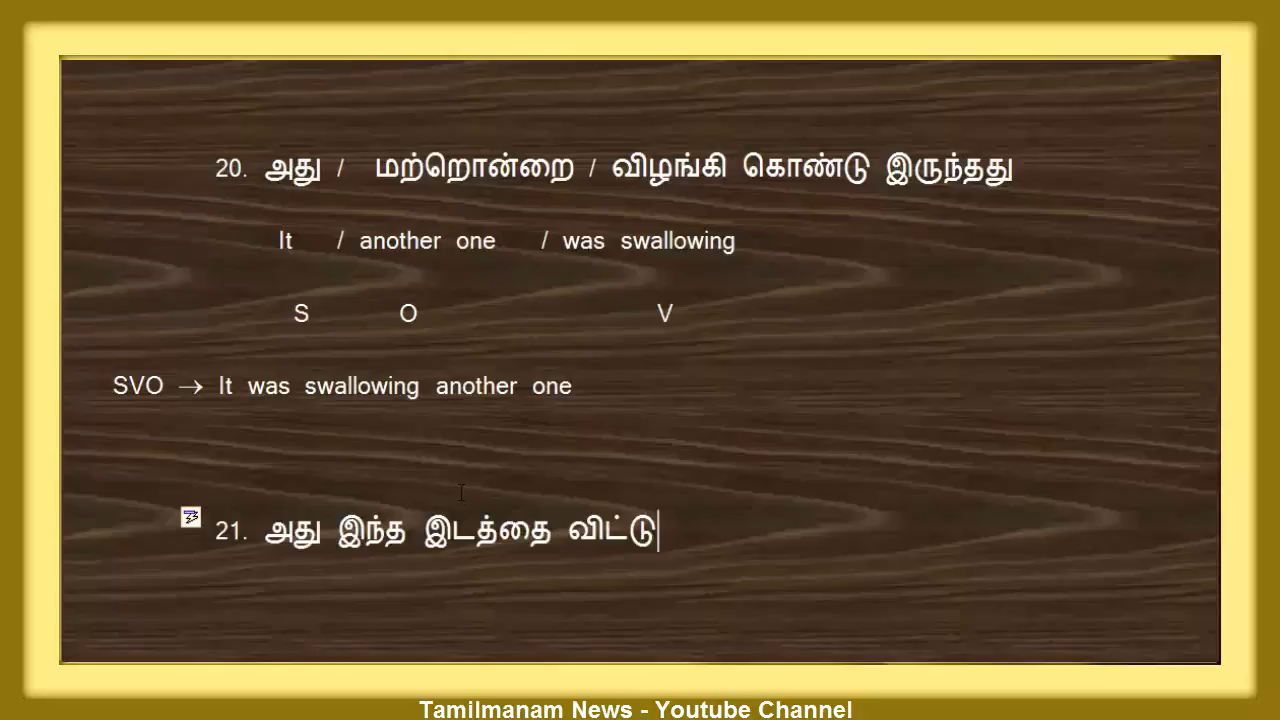 20. அது / மற்றொன்றை / விழங்கி கொண்டு இருந்தது
It / another one / was swallowing
S O V
SVO → It was swallowing another one
21. அது இந்த இடத்தை விட்டு
Tamilmanam News - Youtube Channel